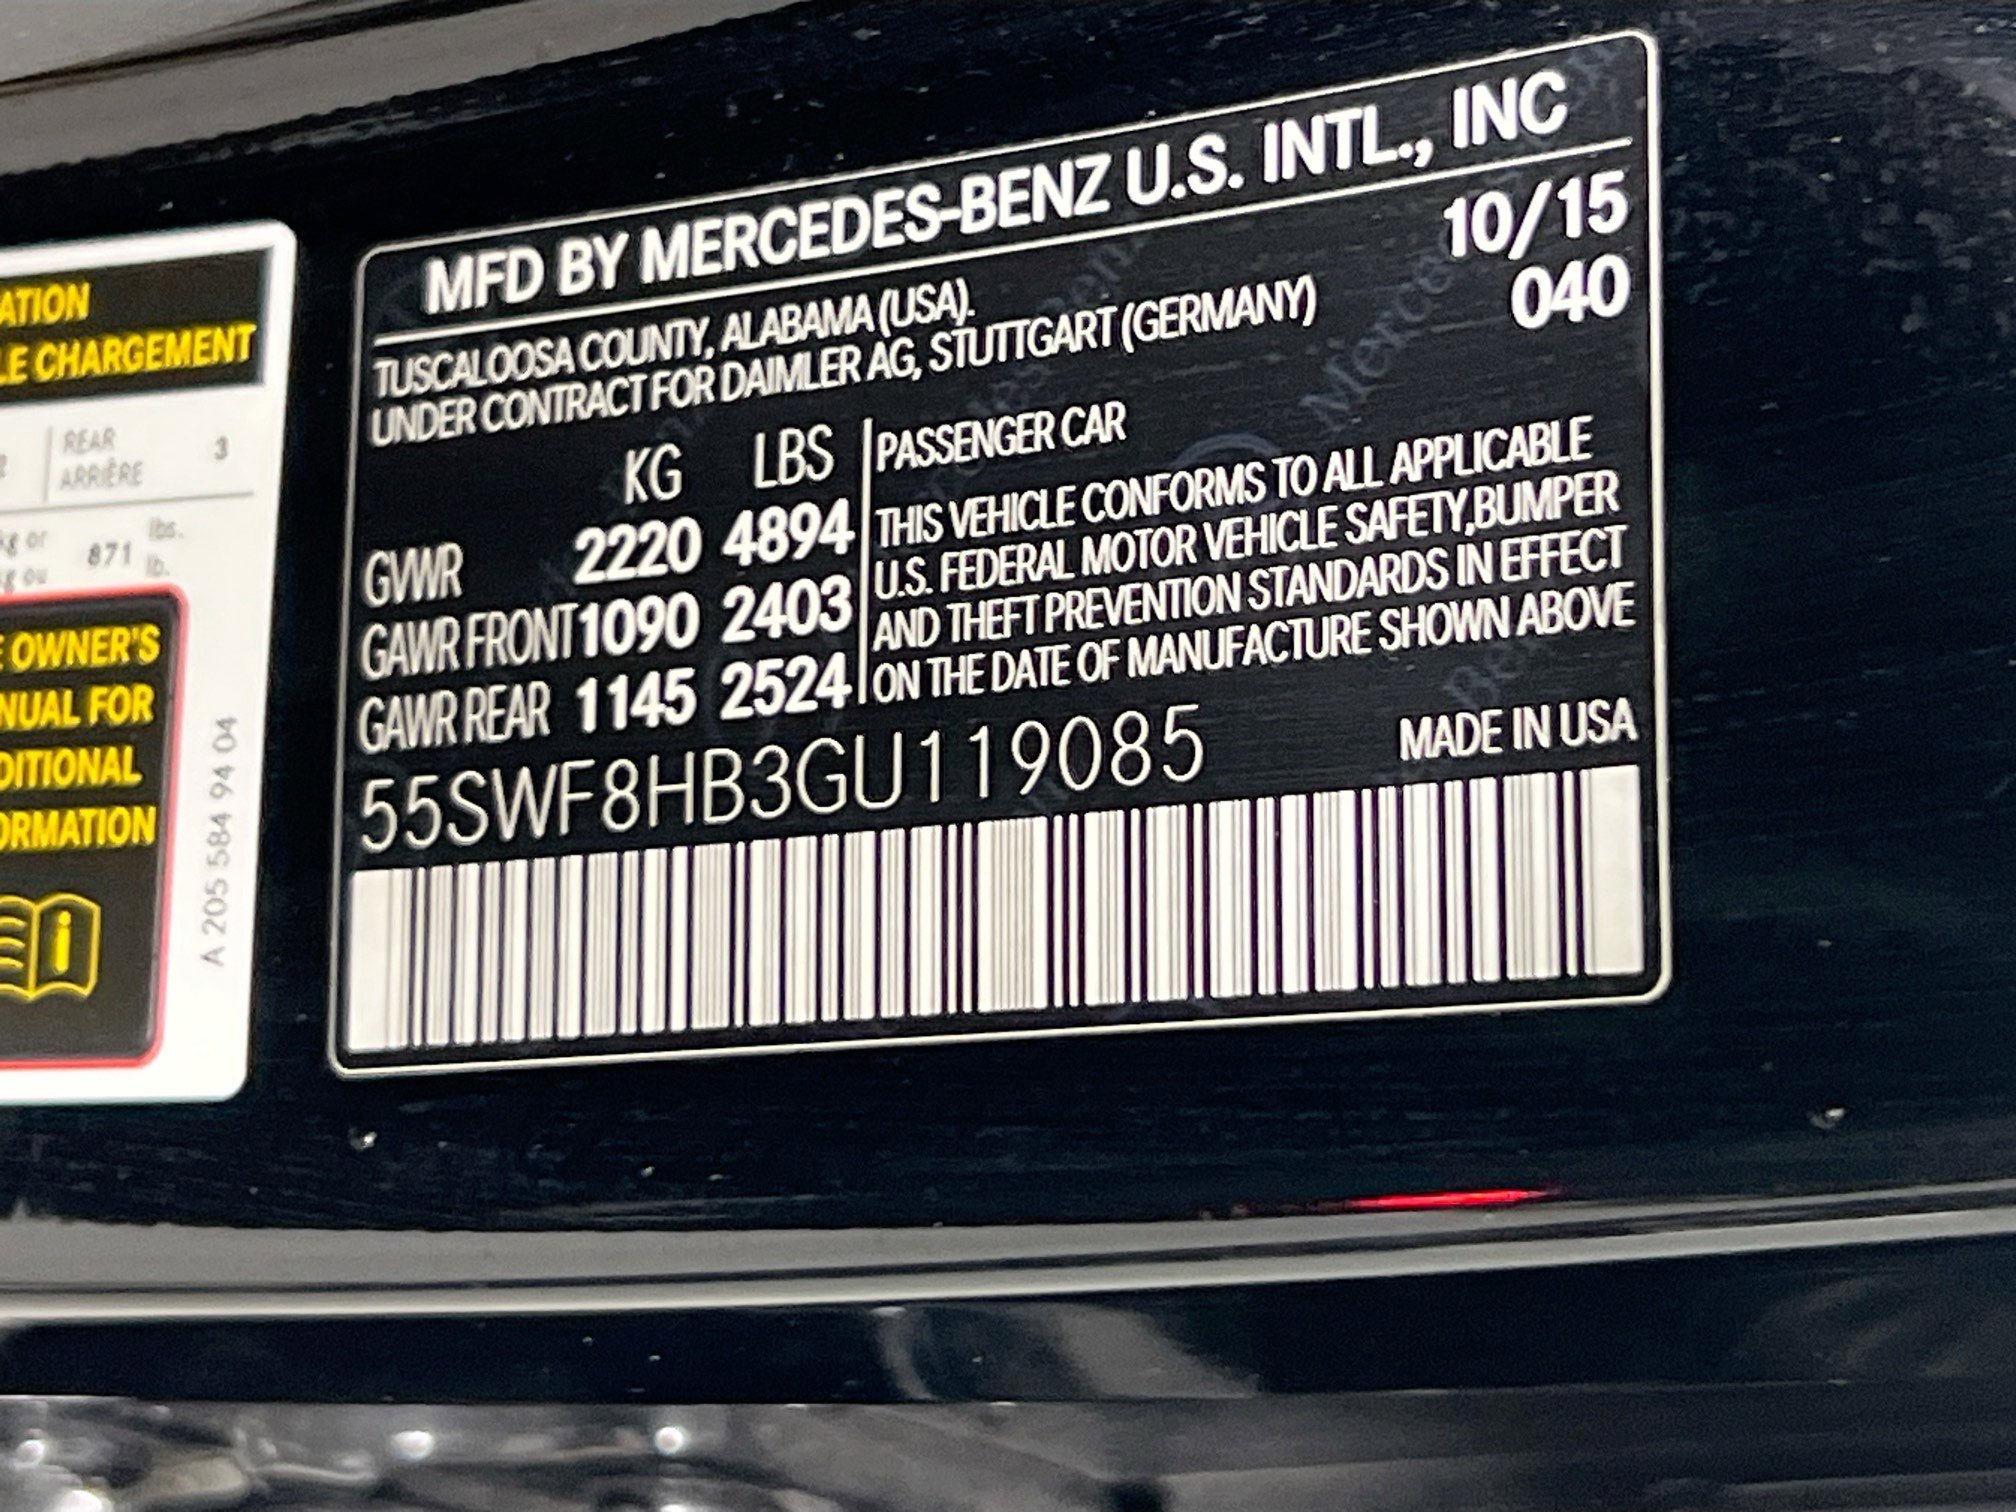 ATION
LE CHARGEMENT
REAR
ARRIÈRE 3
kg or 871 lbs.
kg ou lb.
OWNER'S
NUAL FOR
DITIONAL
ORMATION
A 205 584 94 04
MFD BY MERCEDES-BENZ U.S. INTL., INC
TUSCALOOSA COUNTY, ALABAMA (USA). 10/15
UNDER CONTRACT FOR DAIMLER AG, STUTTGART (GERMANY) 040
KG LBS
GVWR 2220 4894
GAWR FRONT 1090 2403
GAWR REAR 1145 2524
PASSENGER CAR
THIS VEHICLE CONFORMS TO ALL APPLICABLE
U.S. FEDERAL MOTOR VEHICLE SAFETY,BUMPER
AND THEFT PREVENTION STANDARDS IN EFFECT
ON THE DATE OF MANUFACTURE SHOWN ABOVE
55SWF8HB3GU119085 MADE IN USA